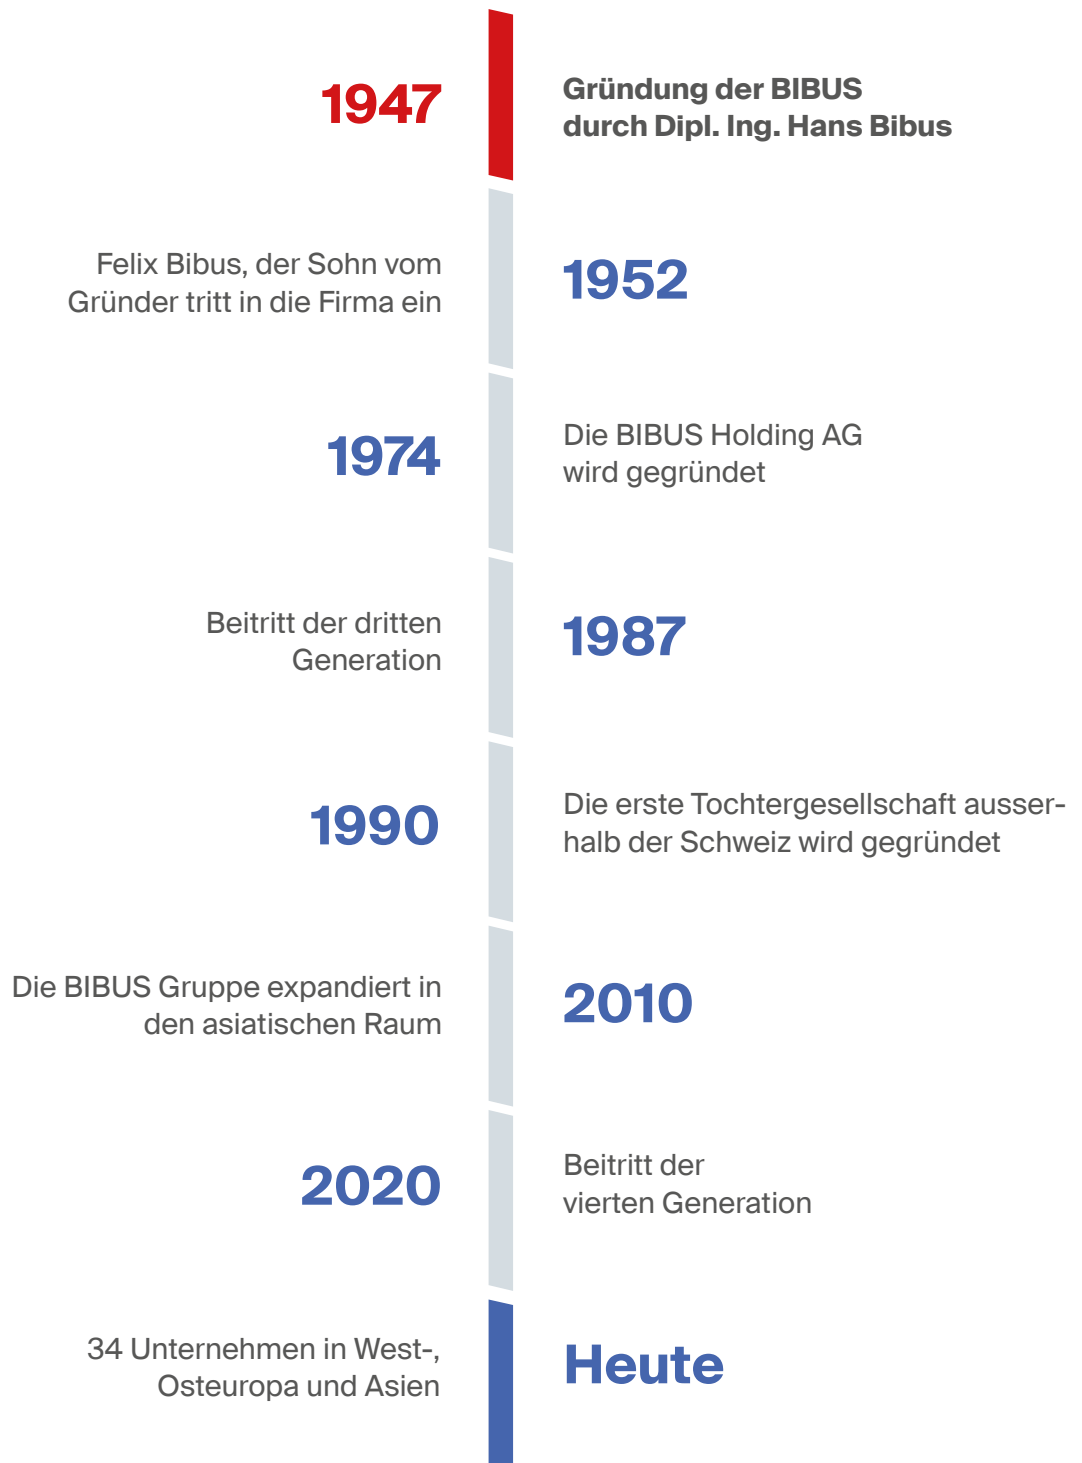 1947
Gründung der BIBUS
durch Dipl. Ing. Hans Bibus
Felix Bibus, der Sohn vom
Gründer tritt in die Firma ein
1952
1974
Die BIBUS Holding AG
wird gegründet
Beitritt der dritten
Generation
1987
1990
Die erste Tochtergesellschaft ausser-
halb der Schweiz wird gegründet
Die BIBUS Gruppe expandiert in
den asiatischen Raum
2010
2020
Beitritt der
vierten Generation
34 Unternehmen in West-,
Osteuropa und Asien
Heute